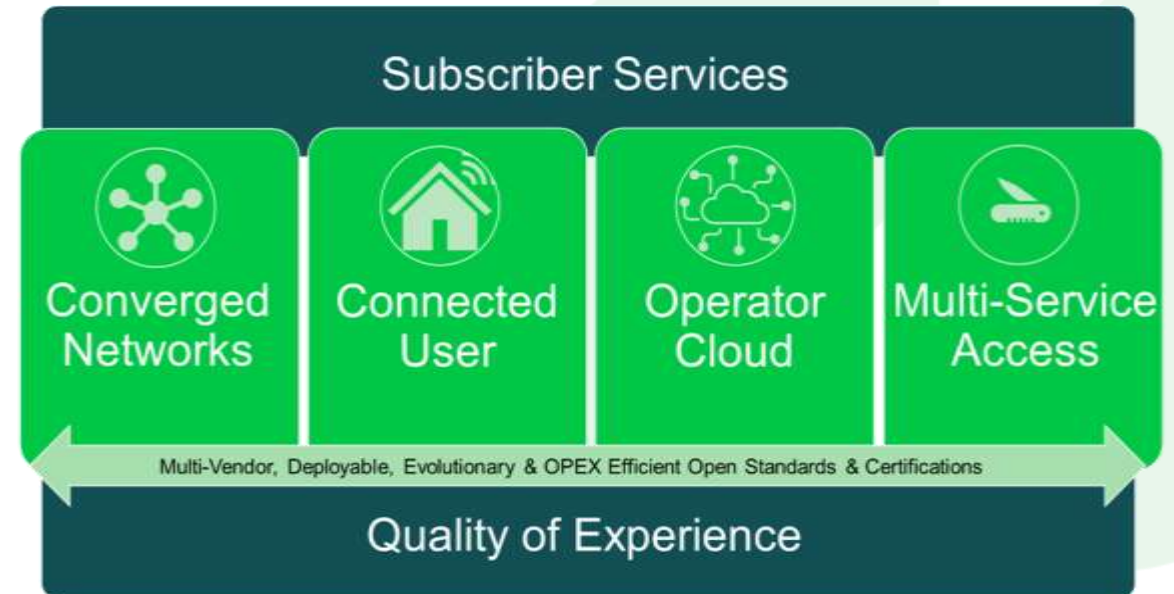 Subscriber Services
Converged
Networks
Connected
User
Operator
Cloud
Multi-Service
Access
Multi-Vendor, Deployable, Evolutionary & OPEX Efficient Open Standards & Certifications
Quality of Experience